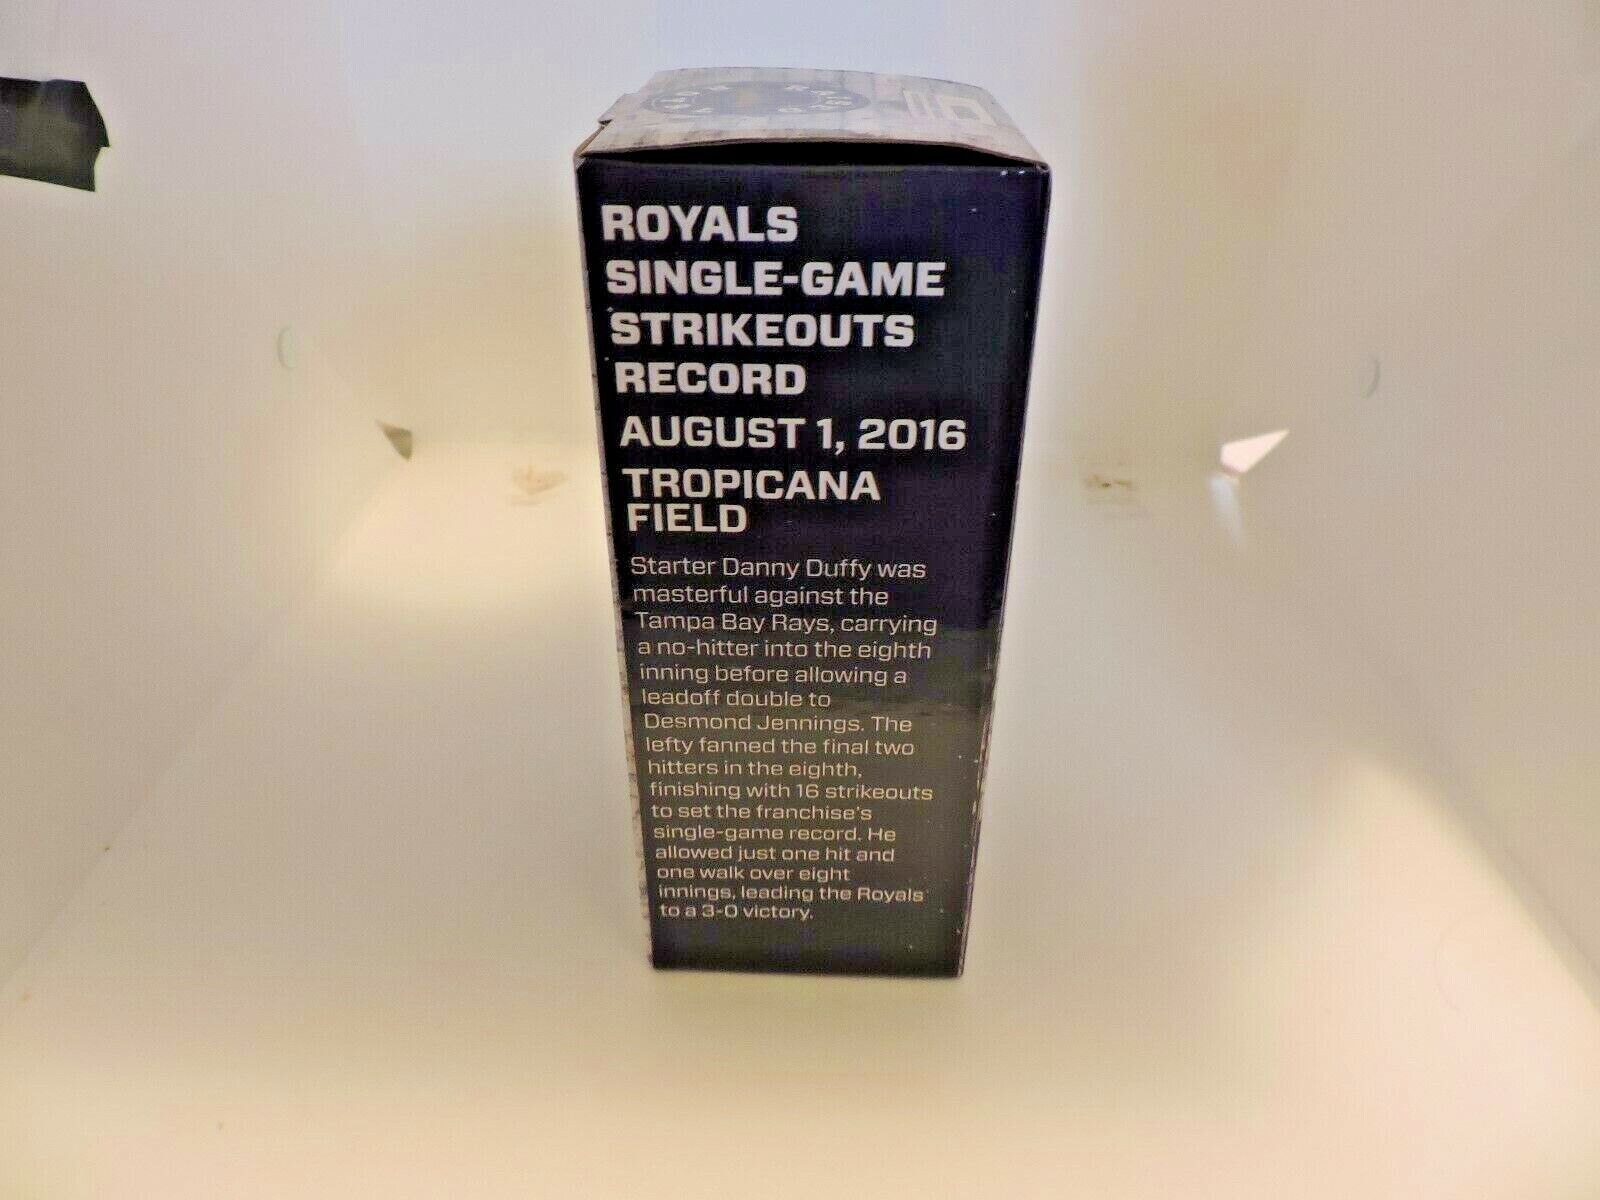 ROYALS
SINGLE-GAME
STRIKEOUTS
RECORD
AUGUST 1, 2016
TROPICANA
FIELD
Starter Danny Duffy was
masterful against the
Tampa Bay Rays, carrying
a no-hitter into the eighth
inning before allowing a
leadoff double to
Desmond Jennings. The
lefty fanned the final two
hitters in the eighth,
finishing with 16 strikeouts
to set the franchise's
single-game record. He
allowed just one hit and
one walk over eight
innings, leading the Royals
to a 3-0 victory.